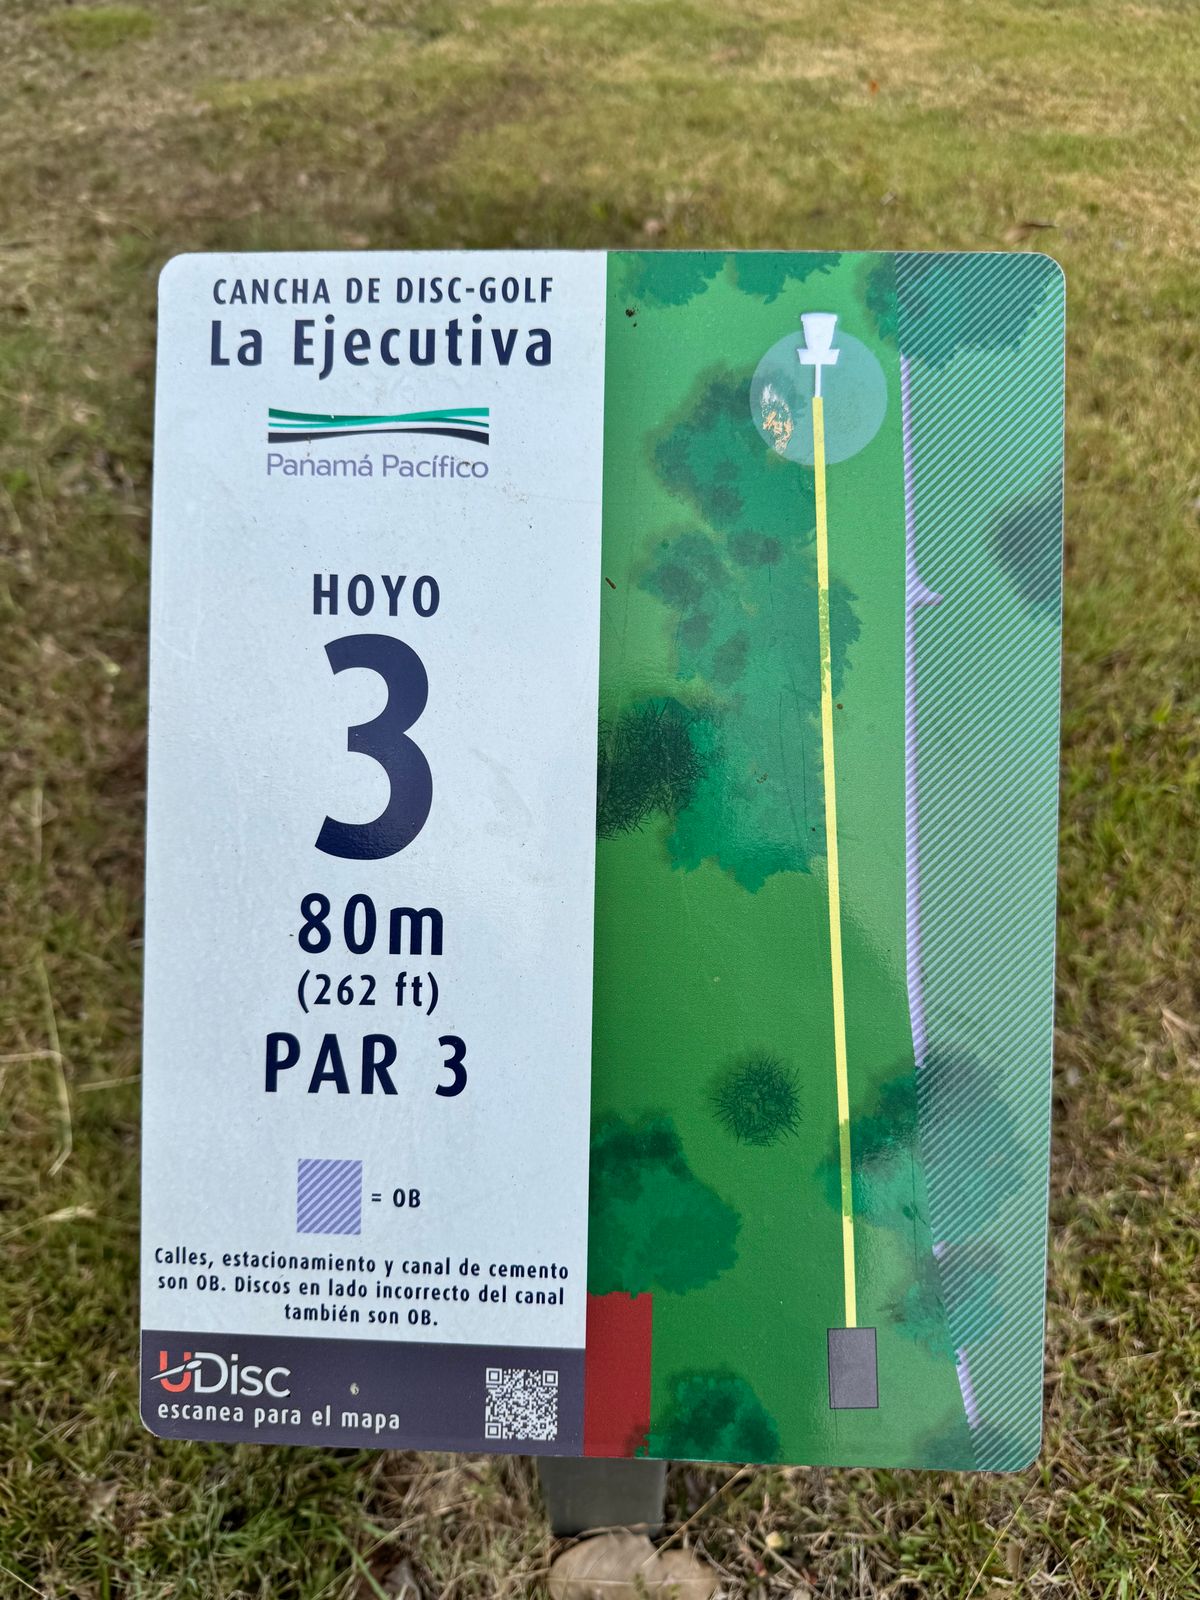 CANCHA DE DISC-GOLF
La Ejecutiva
Panamá Pacífico
HOYO
3
80m
(262 ft)
PAR 3
= OB
Calles, estacionamiento y canal de cemento
son OB. Discos en lado incorrecto del canal
también son OB.
UDisc
escanea para el mapa